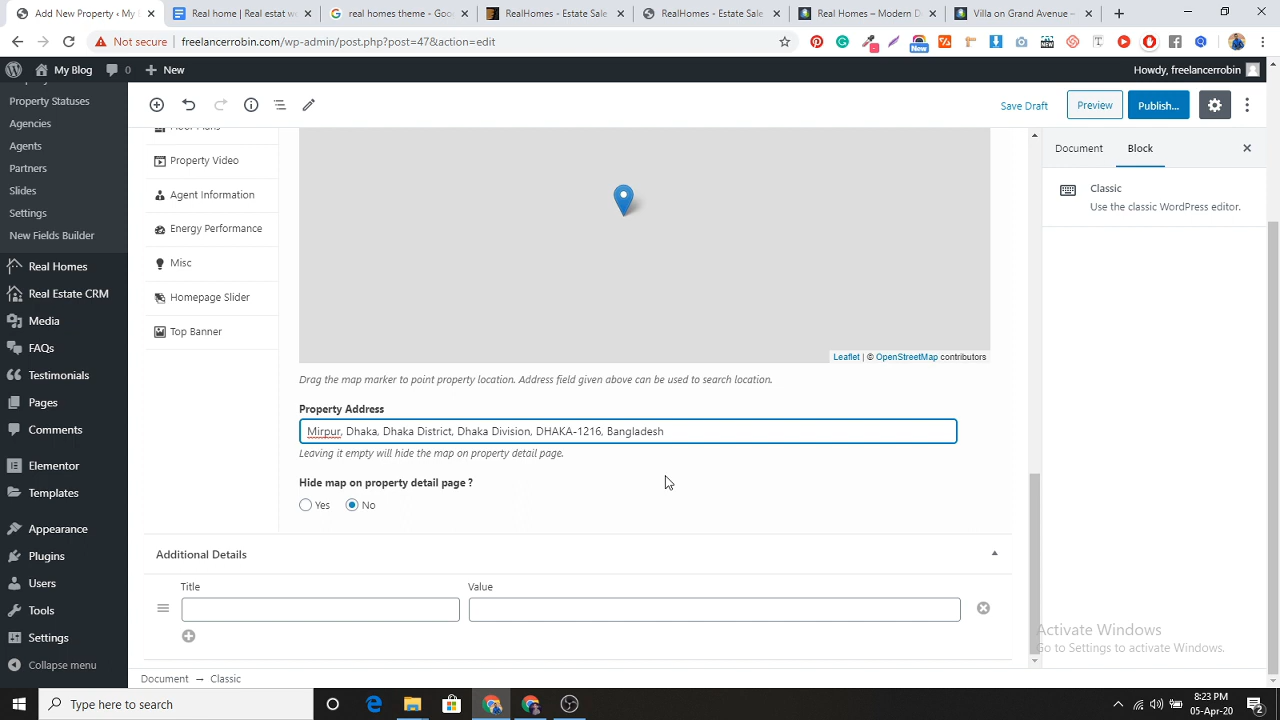 Add New Property ‹ My
Real home | Real estat we
real homes theme - Goo
RealHomes - Estate Sale
RealHomes - Estate Sale
Real Homes – Modern D
Villa on Grand Avenue –
Not secure | freelancerrobin.com/wp-admin/post.php?post=47&action=edit
My Blog 0 + New
Howdy, freelancerrobin
Property Statuses
Agencies
Agents
Partners
Slides
Settings
New Fields Builder
Real Homes
Real Estate CRM
Media
FAQs
Testimonials
Pages
Comments
Elementor
Templates
Appearance
Plugins
Users
Tools
Settings
Collapse menu
Save Draft
Preview
Publish...
Floor Plans
Property Video
Agent Information
Energy Performance
Misc
Homepage Slider
Top Banner
Leaflet | © OpenStreetMap contributors
Drag the map marker to point property location. Address field given above can be used to search location.
Property Address
Mirpur, Dhaka, Dhaka District, Dhaka Division, DHAKA-1216, Bangladesh
Leaving it empty will hide the map on property detail page.
Hide map on property detail page ?
Yes No
Additional Details
Title Value
Document → Classic
Document Block
Classic
Use the classic WordPress editor.
Activate Windows
Go to Settings to activate Windows.
Type here to search
8:23 PM
05-Apr-20